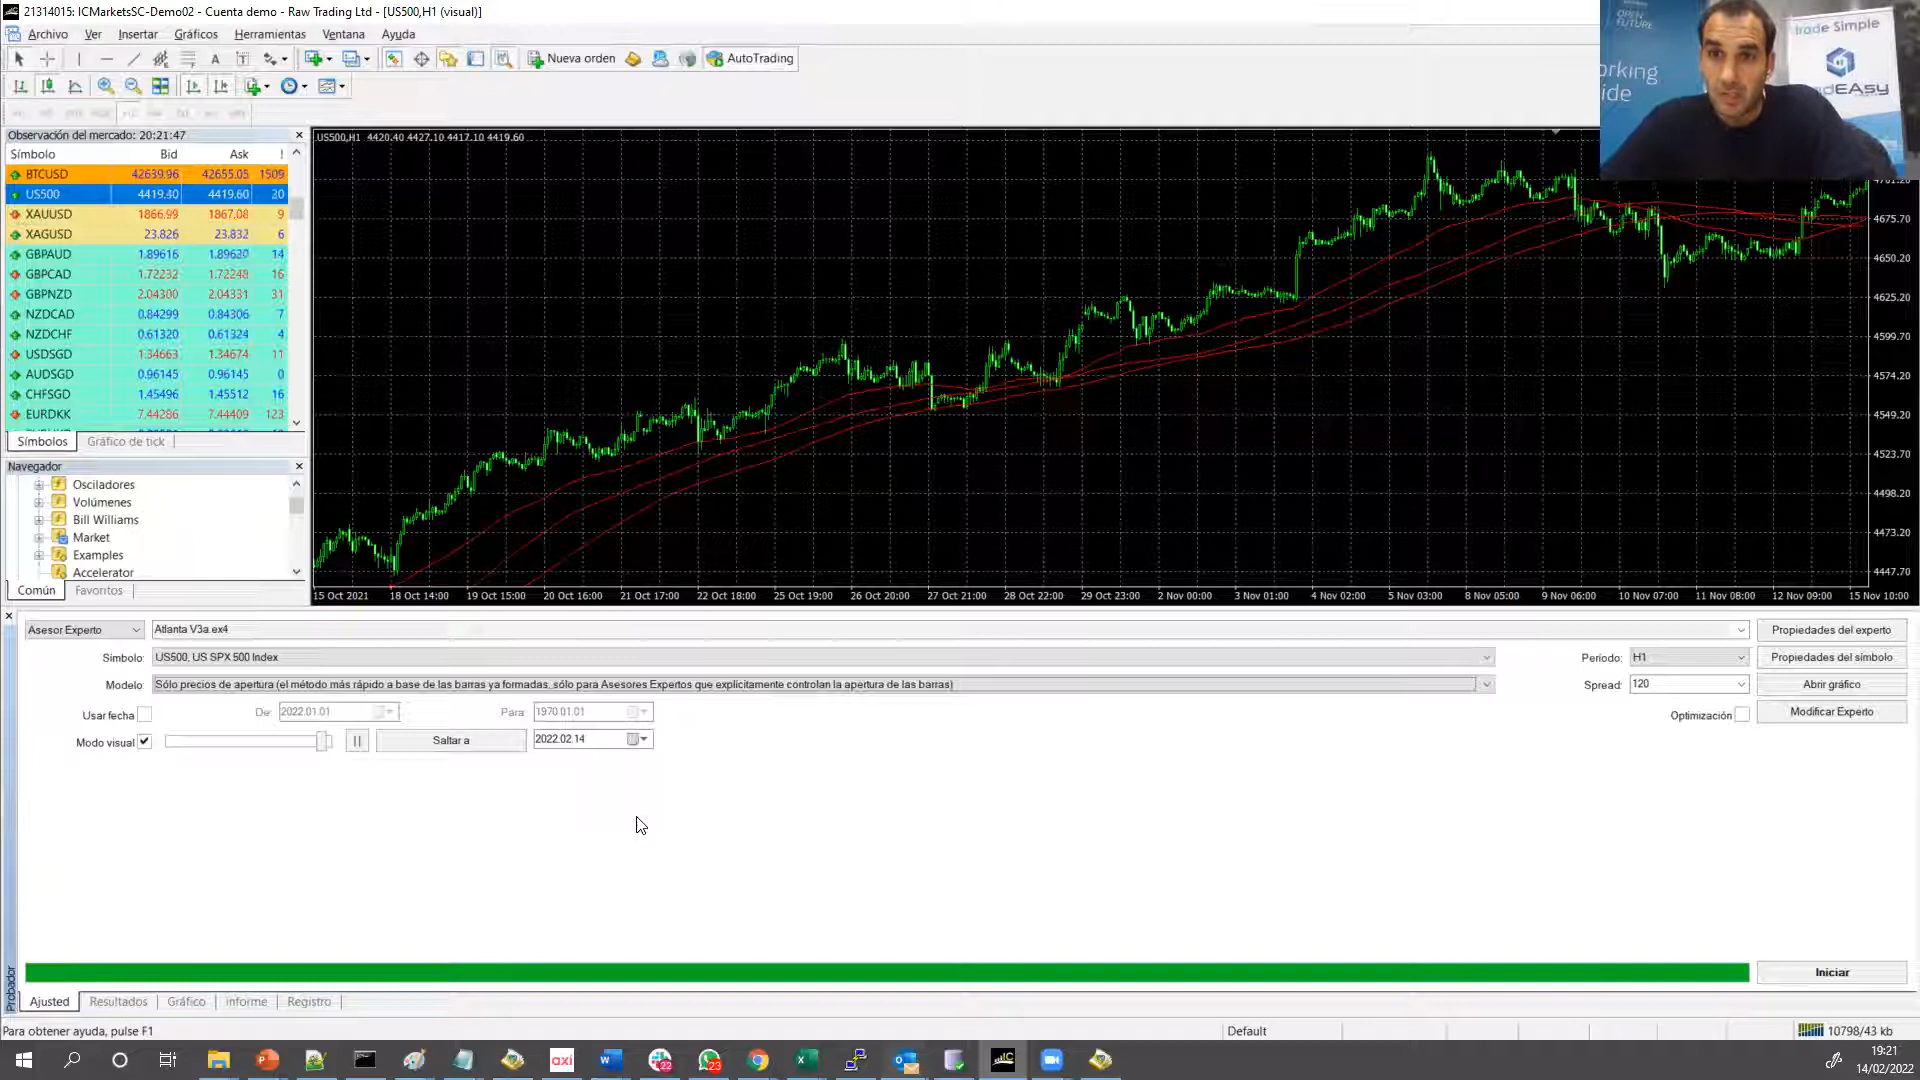 21314015: ICMarketsSC-Demo02 - Cuenta demo - Raw Trading Ltd - [US500,H1 (visual)]
Archivo Ver Insertar Gráficos Herramientas Ventana Ayuda
Nueva orden AutoTrading
OPEN
FUTURE
Trade Simple
orking
ide
Observación del mercado: 20:21:47
Símbolo Bid Ask !
BTCUSD 42639.96 42655.05 1509
US500 4419.40 4419.60 20
XAUUSD 1866.99 1867.08 9
XAGUSD 23.826 23.832 6
GBPAUD 1.89616 1.89630 14
GBPCAD 1.72232 1.72248 16
GBPNZD 2.04300 2.04331 31
NZDCAD 0.84299 0.84306 7
NZDCHF 0.61320 0.61324 4
USDSGD 1.34663 1.34674 11
AUDSGD 0.96145 0.96145 0
CHFSGD 1.45496 1.45512 16
EURDKK 7.44286 7.44409 123
Símbolos Gráfico de tick
Navegador
Osciladores
Volúmenes
Bill Williams
Market
Examples
Accelerator
Común Favoritos
US500,H1 4420.40 4427.10 4417.10 4419.60
4701.20
4675.70
4650.20
4625.20
4599.70
4574.20
4549.20
4523.70
4498.20
4473.20
4447.70
15 Oct 2021 18 Oct 14:00 19 Oct 15:00 20 Oct 16:00 21 Oct 17:00 22 Oct 18:00 25 Oct 19:00 26 Oct 20:00 27 Oct 21:00 28 Oct 22:00 29 Oct 23:00 2 Nov 00:00 3 Nov 01:00 4 Nov 02:00 5 Nov 03:00 8 Nov 05:00 9 Nov 06:00 10 Nov 07:00 11 Nov 08:00 12 Nov 09:00 15 Nov 10:00
Asesor Experto Atlanta V3a.ex4 Propiedades del experto
Símbolo: US500, US SPX 500 Index Período: H1 Propiedades del símbolo
Modelo: Sólo precios de apertura (el método más rápido a base de las barras ya formadas, sólo para Asesores Expertos que explícitamente controlan la apertura de las barras) Spread: 120 Abrir gráfico
Usar fecha De: 2022.01.01 Para: 1970.01.01 Optimización Modificar Experto
Modo visual Saltar a 2022.02.14
Probador
Iniciar
Ajusted Resultados Gráfico informe Registro
Para obtener ayuda, pulse F1 Default 10798/43 kb
axi
22
23
19:21
14/02/2022